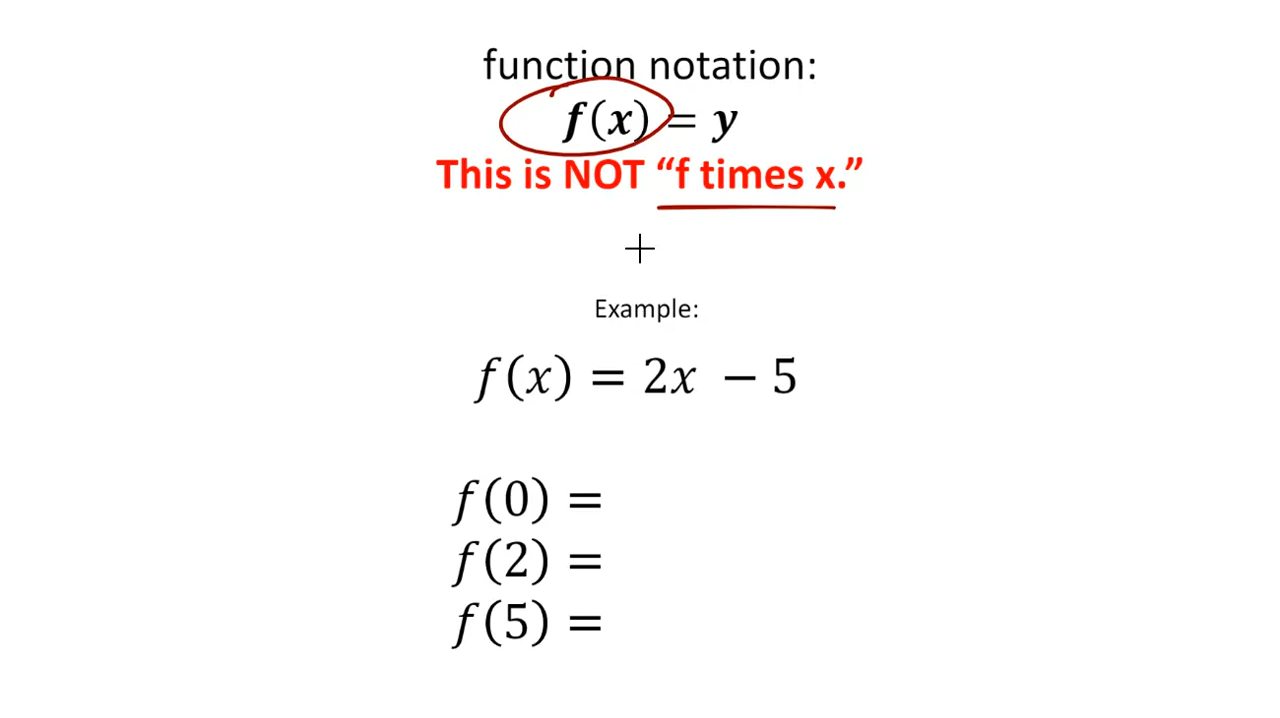 function notation:
f(x) = y
This is NOT “f times x.”
Example:
f(x) = 2x − 5
f(0) =
f(2) =
f(5) =